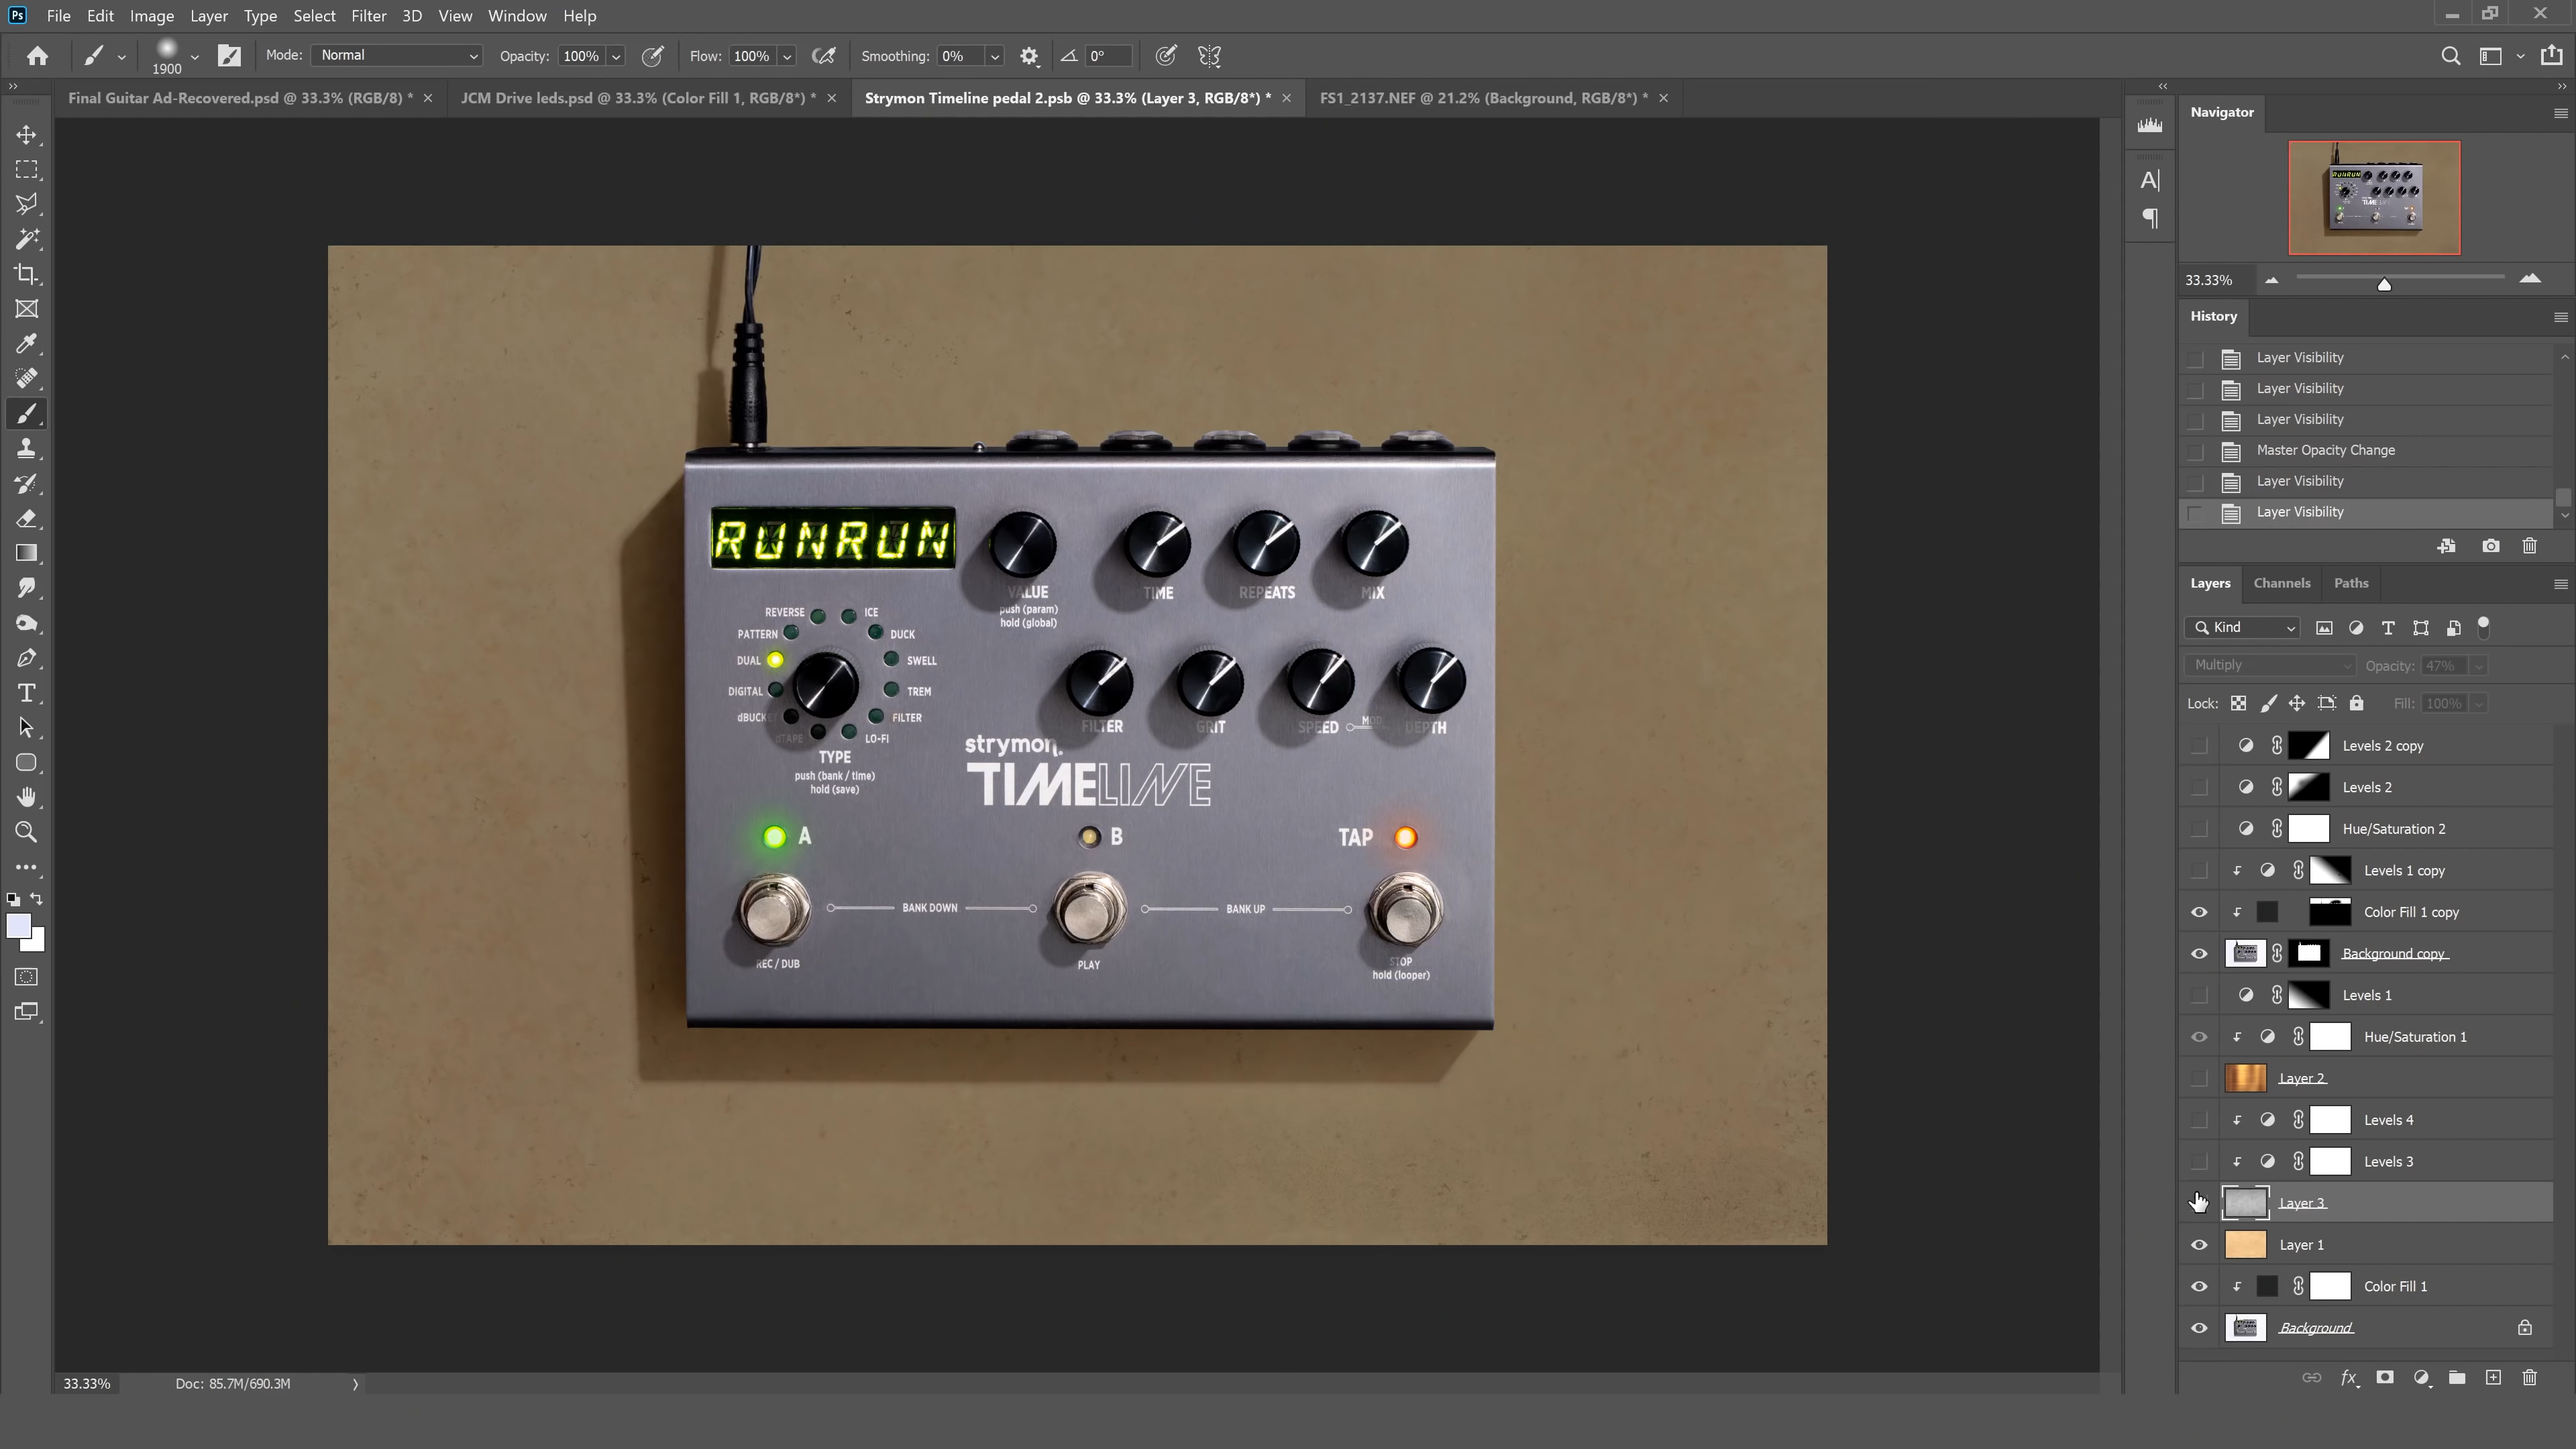 Ps File Edit Image Layer Type Select Filter 3D View Window Help
1900 Mode: Normal Opacity: 100% Flow: 100% Smoothing: 0% 0°
Final Guitar Ad-Recovered.psd @ 33.3% (RGB/8) * JCM Drive leds.psd @ 33.3% (Color Fill 1, RGB/8*) * Strymon Timeline pedal 2.psb @ 33.3% (Layer 3, RGB/8*) * FS1_2137.NEF @ 21.2% (Background, RGB/8*) *
RUNRUN
VALUE
push (param)
hold (global)
TIME REPEATS MIX
REVERSE ICE
PATTERN DUCK
DUAL SWELL
DIGITAL TREM
dBUCKET FILTER
dTAPE LO-FI
TYPE
push (bank / time)
hold (save)
FILTER GRIT SPEED MOD DEPTH
strymon.
TIMELINE
A B TAP
BANK DOWN BANK UP
REC / DUB PLAY STOP
hold (looper)
33.33% Doc: 85.7M/690.3M
Navigator
33.33%
History
Layer Visibility
Layer Visibility
Layer Visibility
Master Opacity Change
Layer Visibility
Layer Visibility
Layers Channels Paths
Kind
Multiply Opacity: 47%
Lock: Fill: 100%
Levels 2 copy
Levels 2
Hue/Saturation 2
Levels 1 copy
Color Fill 1 copy
Background copy
Levels 1
Hue/Saturation 1
Layer 2
Levels 4
Levels 3
Layer 3
Layer 1
Color Fill 1
Background
fx